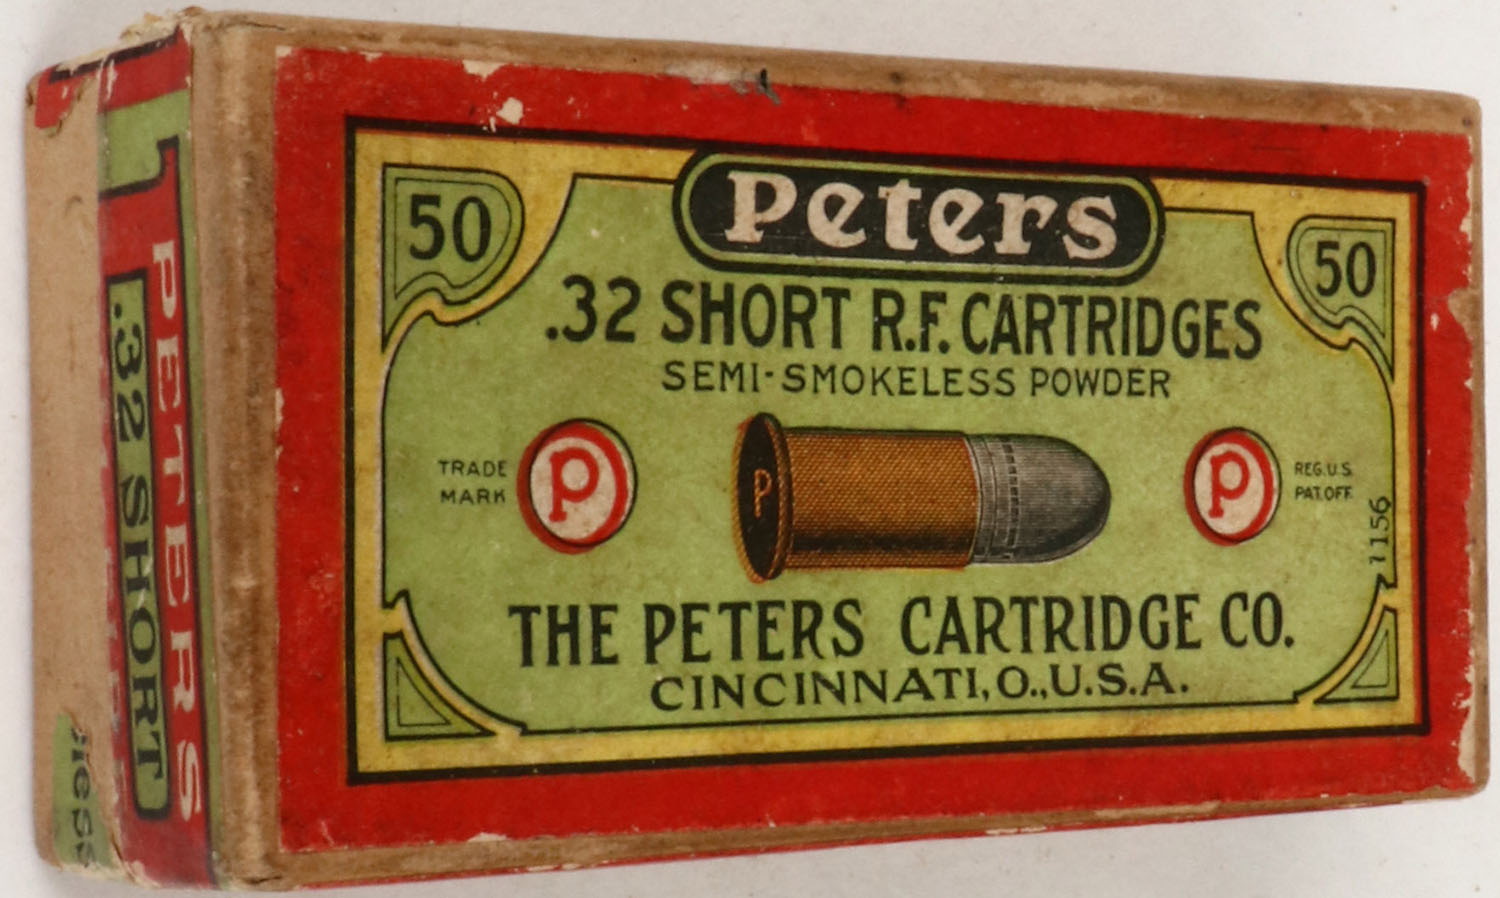 50
Peters
50
.32 SHORT R.F. CARTRIDGES
SEMI-SMOKELESS POWDER
TRADE
MARK
P
P
P
REG.U.S.
PAT.OFF.
1156
THE PETERS CARTRIDGE CO.
CINCINNATI, O., U.S.A.
PETERS
.32 SHORT